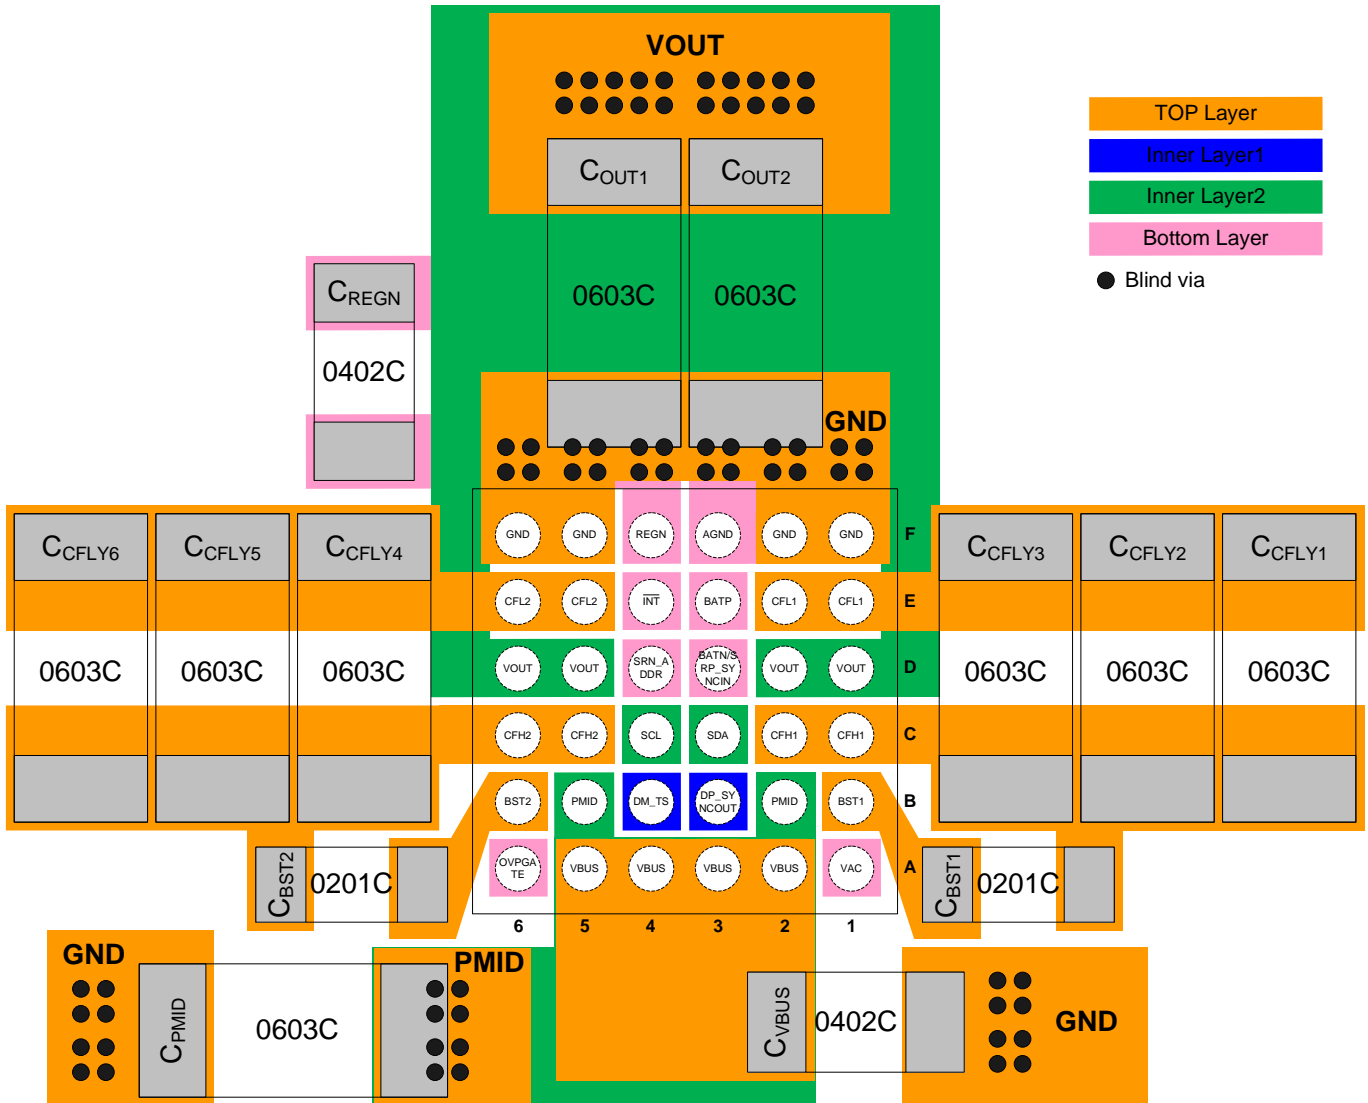 VOUT
TOP Layer
Inner Layer1
Inner Layer2
Bottom Layer
Blind via
COUT1
COUT2
0603C
0603C
CREGN
0402C
GND
GND
GND
REGN
AGND
GND
GND
F
CCFLY6
CCFLY5
CCFLY4
CCFLY3
CCFLY2
CCFLY1
CFL2
CFL2
INT
BATP
CFL1
CFL1
E
0603C
0603C
0603C
VOUT
VOUT
SRN_A
DDR
BATN/S
RP_SY
NCIN
VOUT
VOUT
D
0603C
0603C
0603C
CFH2
CFH2
SCL
SDA
CFH1
CFH1
C
BST2
PMID
DM_TS
DP_SY
NCOUT
PMID
BST1
B
CBST2
0201C
OVPGA
TE
VBUS
VBUS
VBUS
VBUS
VAC
A
CBST1
0201C
6
5
4
3
2
1
GND
PMID
CPMID
0603C
CVBUS
0402C
GND